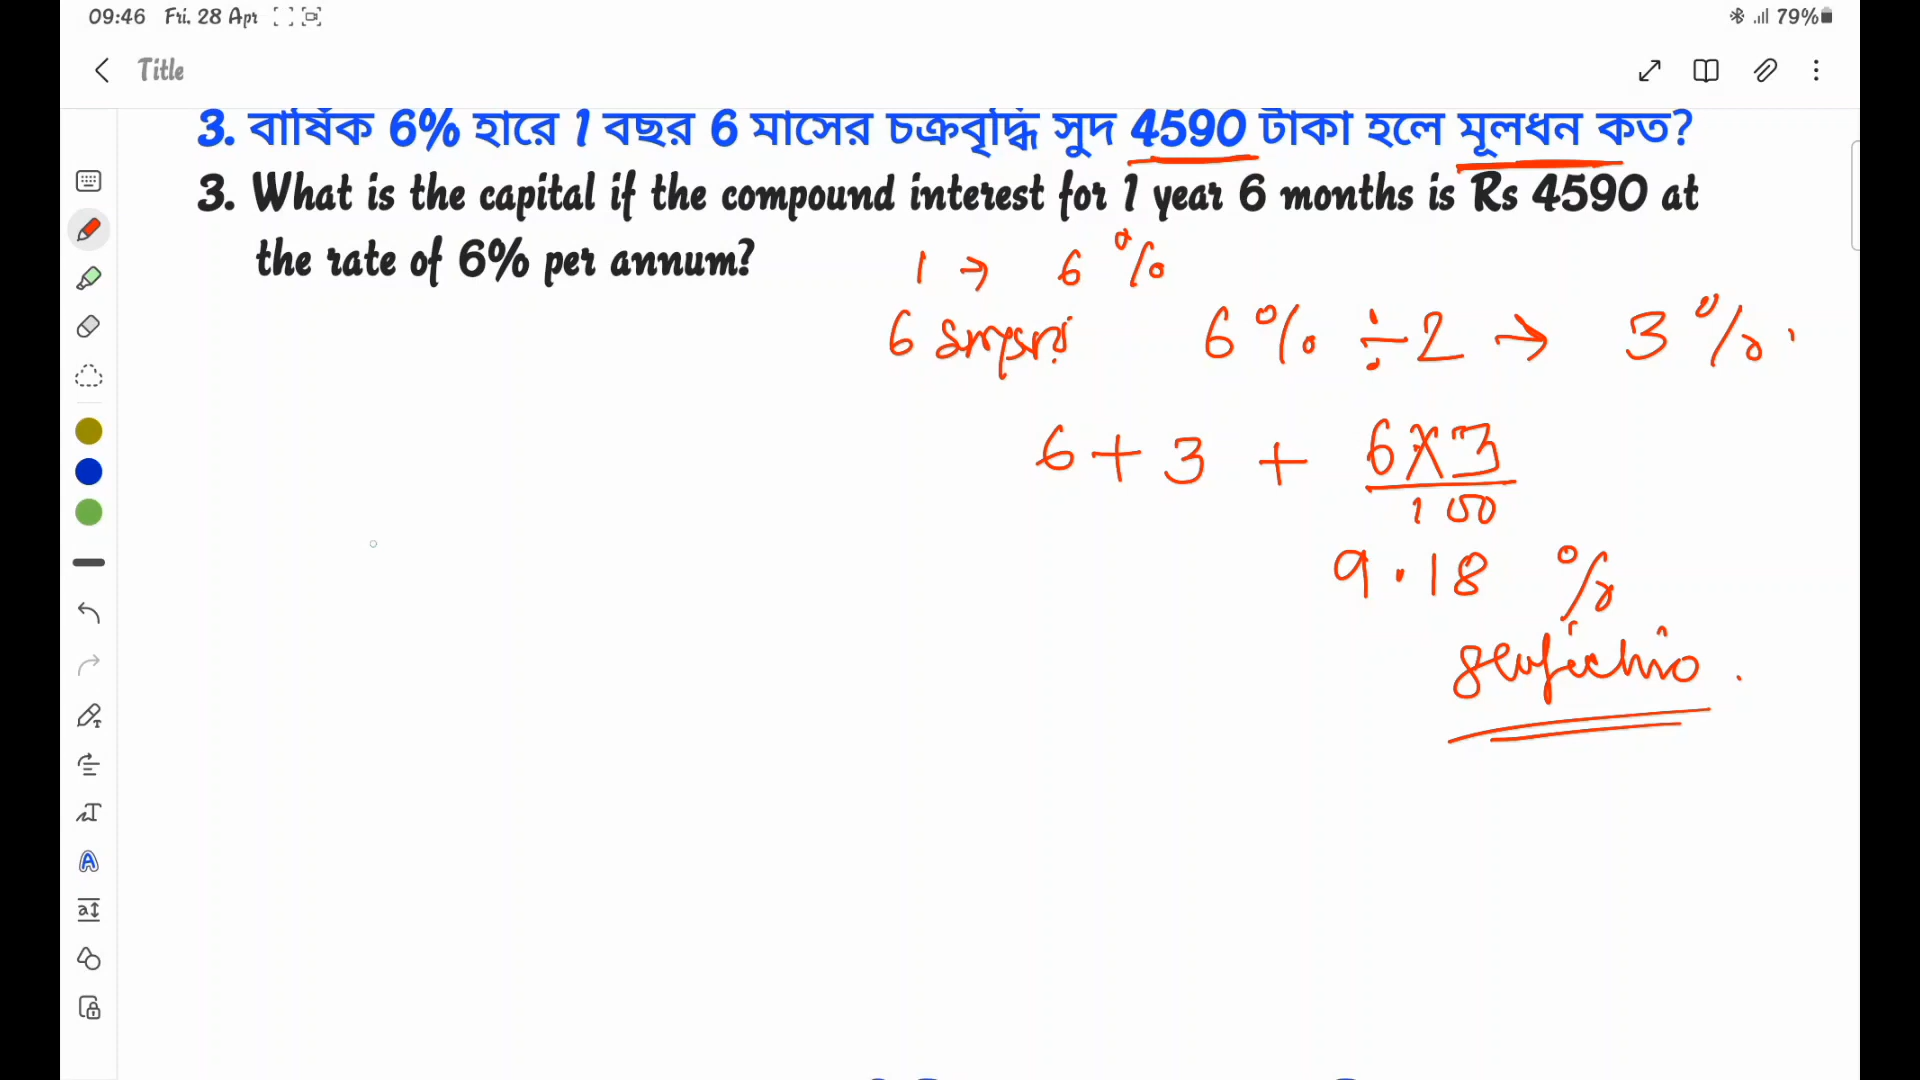 09:46 Fri. 28 Apr 79%
Title
3. বার্ষিক 6% হারে 1 বছর 6 মাসের চক্রবৃদ্ধি সুদ 4590 টাকা হলে মূলধন কত?
3. What is the capital if the compound interest for 1 year 6 months is Rs 4590 at
the rate of 6% per annum?
1 → 6 %
6 6% ÷2 → 3 %
6 + 3 + 6×3
100
9.18 %